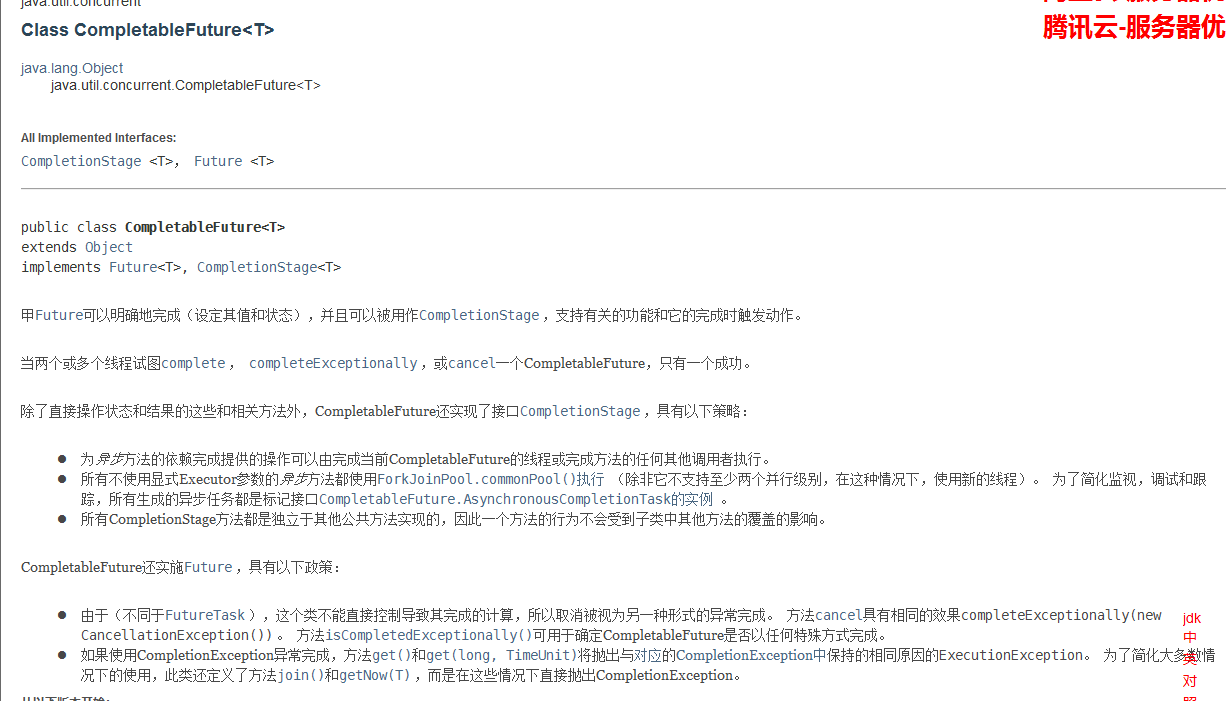 java.util.concurrent
腾讯云-服务器优
Class CompletableFuture<T>
java.lang.Object
java.util.concurrent.CompletableFuture<T>
All Implemented Interfaces:
CompletionStage <T>， Future <T>
public class CompletableFuture<T>
extends Object
implements Future<T>, CompletionStage<T>
甲Future可以明确地完成（设定其值和状态），并且可以被用作CompletionStage，支持有关的功能和它的完成时触发动作。
当两个或多个线程试图complete， completeExceptionally，或cancel一个CompletableFuture，只有一个成功。
除了直接操作状态和结果的这些和相关方法外，CompletableFuture还实现了接口CompletionStage，具有以下策略：
● 为异步方法的依赖完成提供的操作可以由完成当前CompletableFuture的线程或完成方法的任何其他调用者执行。
● 所有不使用显式Executor参数的异步方法都使用ForkJoinPool.commonPool()执行 （除非它不支持至少两个并行级别，在这种情况下，使用新的线程）。 为了简化监视，调试和跟
踪，所有生成的异步任务都是标记接口CompletableFuture.AsynchronousCompletionTask的实例 。
● 所有CompletionStage方法都是独立于其他公共方法实现的，因此一个方法的行为不会受到子类中其他方法的覆盖的影响。
CompletableFuture还实施Future，具有以下政策：
● 由于（不同于FutureTask），这个类不能直接控制导致其完成的计算，所以取消被视为另一种形式的异常完成。 方法cancel具有相同的效果completeExceptionally(new
CancellationException())。 方法isCompletedExceptionally()可用于确定CompletableFuture是否以任何特殊方式完成。
● 如果使用CompletionException异常完成，方法get()和get(long, TimeUnit)将抛出与对应的CompletionException中保持的相同原因的ExecutionException。 为了简化大多数情
况下的使用，此类还定义了方法join()和getNow(T)，而是在这些情况下直接抛出CompletionException。
jdk
中
英
对
照